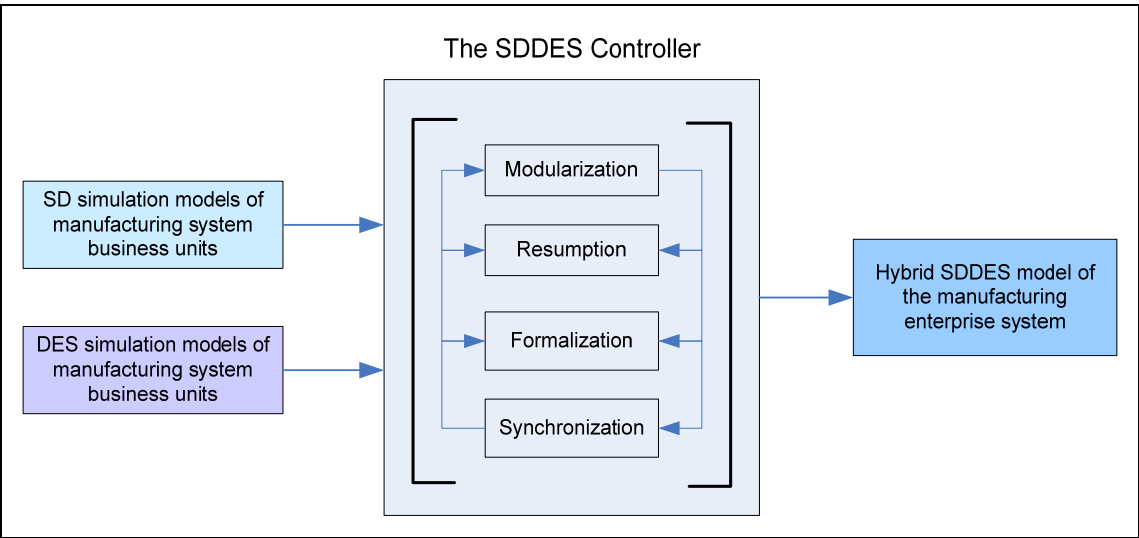 The SDDES Controller
SD simulation models of
manufacturing system
business units
DES simulation models of
manufacturing system
business units
Modularization
Resumption
Formalization
Synchronization
Hybrid SDDES model of
the manufacturing
enterprise system